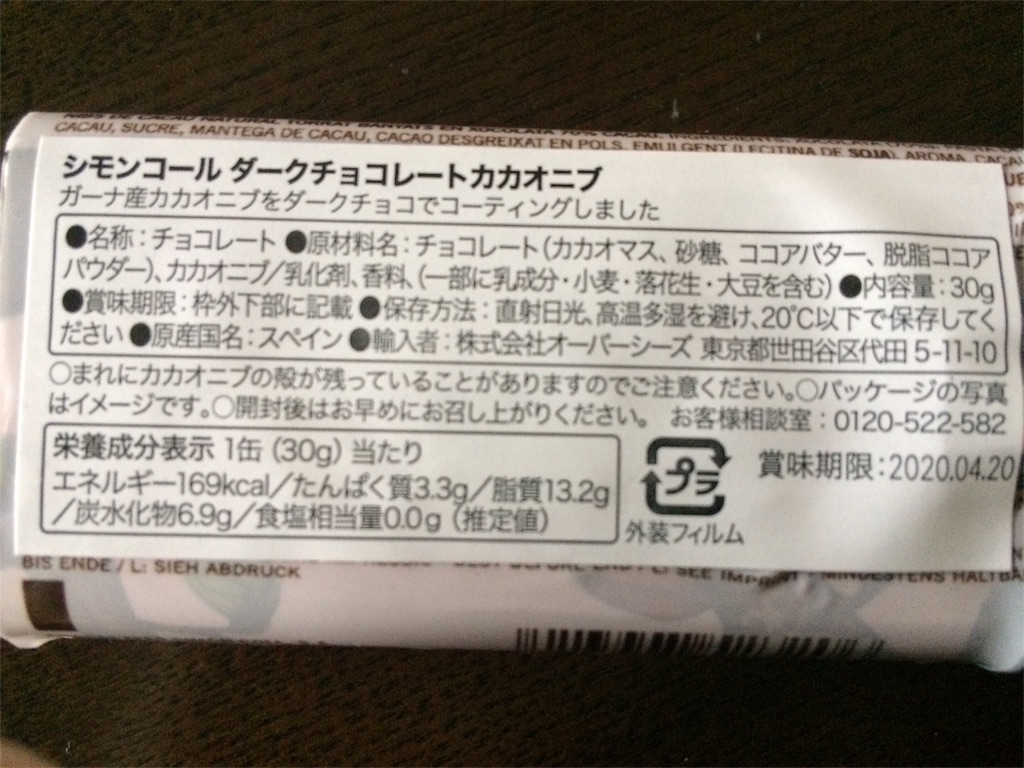 NIBS DE CACAO NATURAL TORRAT BANYATS EN XOCOLATA 70% CACAU.
CACAU, SUCRE, MANTEGA DE CACAU, CACAO DESGREIXAT EN POLS. EMULGENT (LECITINA DE SOJA), AROMA. CACAU
シモンコール ダークチョコレートカカオニブ
ガーナ産カカオニブをダークチョコでコーティングしました
●名称：チョコレート ●原材料名：チョコレート（カカオマス、砂糖、ココアバター、脱脂ココア
パウダー）、カカオニブ／乳化剤、香料、（一部に乳成分・小麦・落花生・大豆を含む）●内容量：30g
●賞味期限：枠外下部に記載 ●保存方法：直射日光、高温多湿を避け、20℃以下で保存してく
ださい ●原産国名：スペイン ●輸入者：株式会社オーバーシーズ 東京都世田谷区代田 5-11-10
○まれにカカオニブの殻が残っていることがありますのでご注意ください。○パッケージの写真
はイメージです。○開封後はお早めにお召し上がりください。 お客様相談室：0120-522-582
栄養成分表示 1缶（30g）当たり
エネルギー169kcal／たんぱく質3.3g／脂質13.2g
／炭水化物6.9g／食塩相当量0.0g（推定値）
プラ
外装フィルム
賞味期限：2020.04.20
BIS ENDE / L: SIEH ABDRUCK
SEE IMPRINT MINDESTENS HALTBA